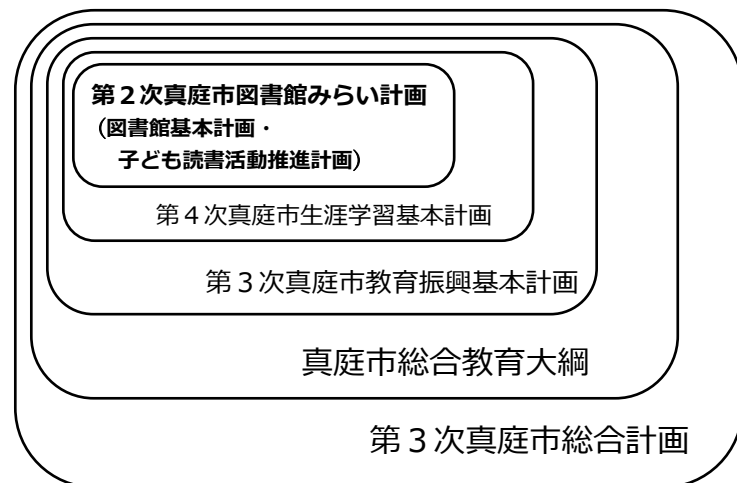 第２次真庭市図書館みらい計画
（図書館基本計画・
子ども読書活動推進計画）
第４次真庭市生涯学習基本計画
第３次真庭市教育振興基本計画
真庭市総合教育大綱
第３次真庭市総合計画